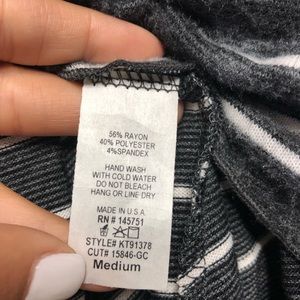 56% RAYON
40% POLYESTER
4%SPANDEX
HAND WASH
WITH COLD WATER
DO NOT BLEACH
HANG OR LINE DRY
MADE IN U.S.A
RN # 145751
STYLE# KT91378
CUT# 15846-GC
Medium